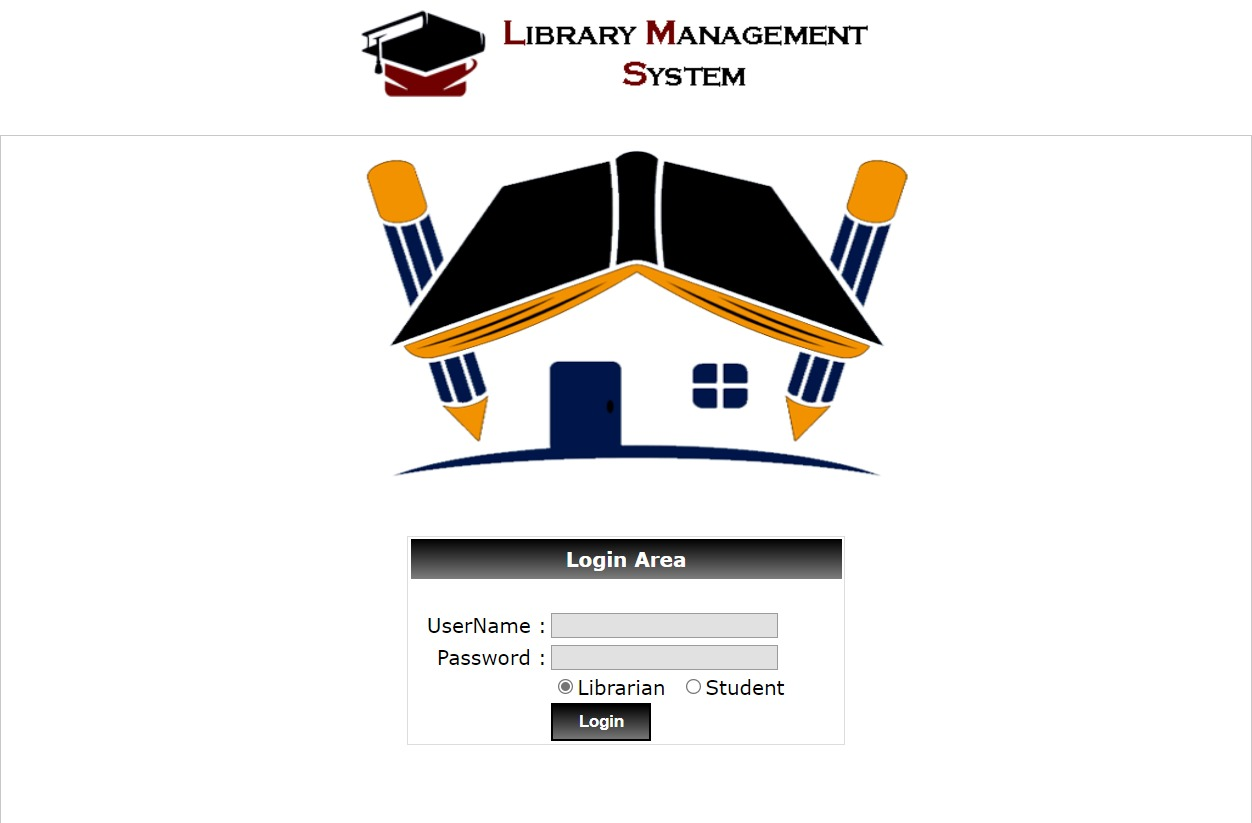 LIBRARY MANAGEMENT
SYSTEM
Login Area
UserName :
Password :
Librarian Student
Login